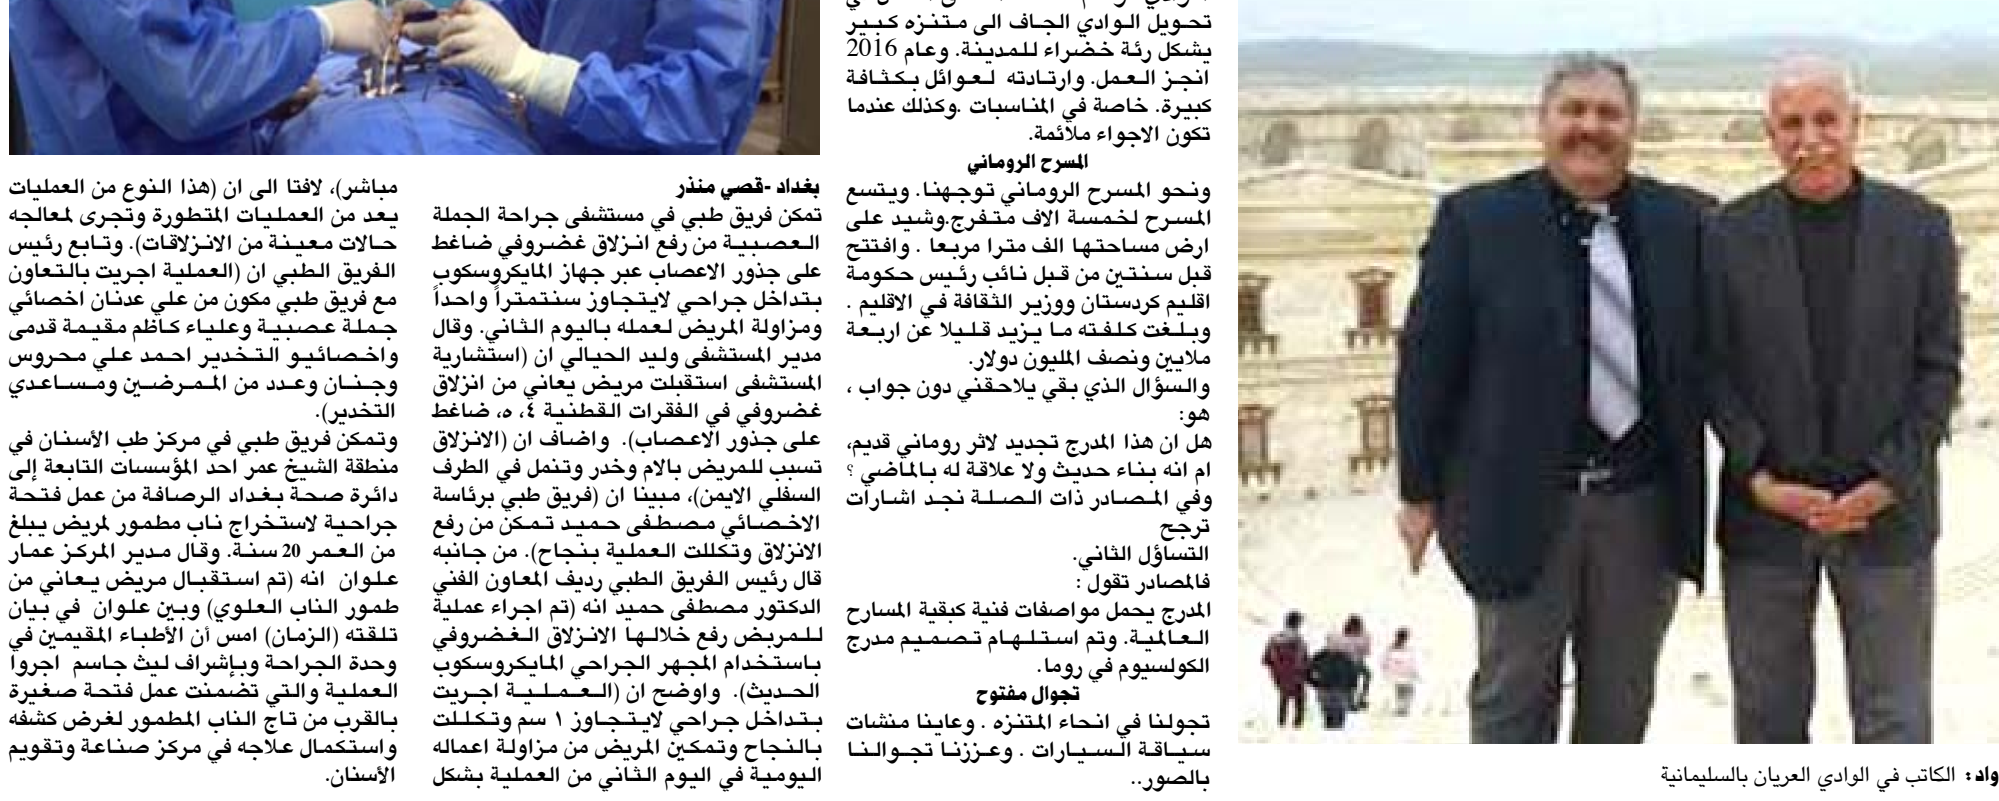 تحويل الوادي الجاف الى متنزه كبير
يشكل رئة خضراء للمدينة. وعام 2016
انجز العمل. وارتادته لعوائل بكثافة
كبيرة. خاصة في المناسبات .وكذلك عندما
تكون الاجواء ملائمة.
المسرح الروماني
ونحو المسرح الروماني توجهنا. ويتسع
المسرح لخمسة الاف متفرج.وشيد على
ارض مساحتها الف مترا مربعا . وافتتح
قبل سنتين من قبل نائب رئيس حكومة
اقليم كردستان ووزير الثقافة في الاقليم .
وبلغت كلفته ما يزيد قليلا عن اربعة
ملايين ونصف المليون دولار.
والسؤال الذي بقي يلاحقني دون جواب ،
هو:
هل ان هذا المدرج تجديد لاثر روماني قديم،
ام انه بناء حديث ولا علاقة له بالماضي ؟
وفي المصادر ذات الصلة نجد اشارات
ترجح
التساؤل الثاني.
فالمصادر تقول :
المدرج يحمل مواصفات فنية كبقية المسارح
العالمية. وتم استلهام تصميم مدرج
الكولسيوم في روما.
تجوال مفتوح
تجولنا في انحاء المتنزه . وعاينا منشات
سياقة السيارات . وعززنا تجوالنا
بالصور..
واد: الكاتب في الوادي العريان بالسليمانية
بغداد -قصي منذر
تمكن فريق طبي في مستشفى جراحة الجملة
العصبية من رفع انزلاق غضروفي ضاغط
على جذور الاعصاب عبر جهاز المايكروسكوب
بتداخل جراحي لايتجاوز سنتمتراً واحداً
ومزاولة المريض لعمله باليوم الثاني. وقال
مدير المستشفى وليد الحيالي ان (استشارية
المستشفى استقبلت مريض يعاني من انزلاق
غضروفي في الفقرات القطنية ٤، ٥، ضاغط
على جذور الاعصاب). واضاف ان (الانزلاق
تسبب للمريض بالام وخدر وتنمل في الطرف
السفلي الايمن)، مبينا ان (فريق طبي برئاسة
الاخصائي مصطفى حميد تمكن من رفع
الانزلاق وتكللت العملية بنجاح). من جانبه
قال رئيس الفريق الطبي رديف المعاون الفني
الدكتور مصطفى حميد انه (تم اجراء عملية
للمريض رفع خلالها الانزلاق الغضروفي
باستخدام المجهر الجراحي المايكروسكوب
الحديث). واوضح ان (العملية اجريت
بتداخل جراحي لايتجاوز ١ سم وتكللت
بالنجاح وتمكين المريض من مزاولة اعماله
اليومية في اليوم الثاني من العملية بشكل
مباشر)، لافتا الى ان (هذا النوع من العمليات
يعد من العمليات المتطورة وتجرى لمعالجه
حالات معينة من الانزلاقات). وتابع رئيس
الفريق الطبي ان (العملية اجريت بالتعاون
مع فريق طبي مكون من علي عدنان اخصائي
جملة عصبية وعلياء كاظم مقيمة قدمى
واخصائيو التخدير احمد علي محروس
وجنان وعدد من الممرضين ومساعدي
التخدير).
وتمكن فريق طبي في مركز طب الأسنان في
منطقة الشيخ عمر احد المؤسسات التابعة إلى
دائرة صحة بغداد الرصافة من عمل فتحة
جراحية لاستخراج ناب مطمور لمريض يبلغ
من العمر 20 سنة. وقال مدير المركز عمار
علوان انه (تم استقبال مريض يعاني من
طمور الناب العلوي) وبين علوان في بيان
تلقته (الزمان) امس أن الأطباء المقيمين في
وحدة الجراحة وبإشراف ليث جاسم اجروا
العملية والتي تضمنت عمل فتحة صغيرة
بالقرب من تاج الناب المطمور لغرض كشفه
واستكمال علاجه في مركز صناعة وتقويم
الأسنان.